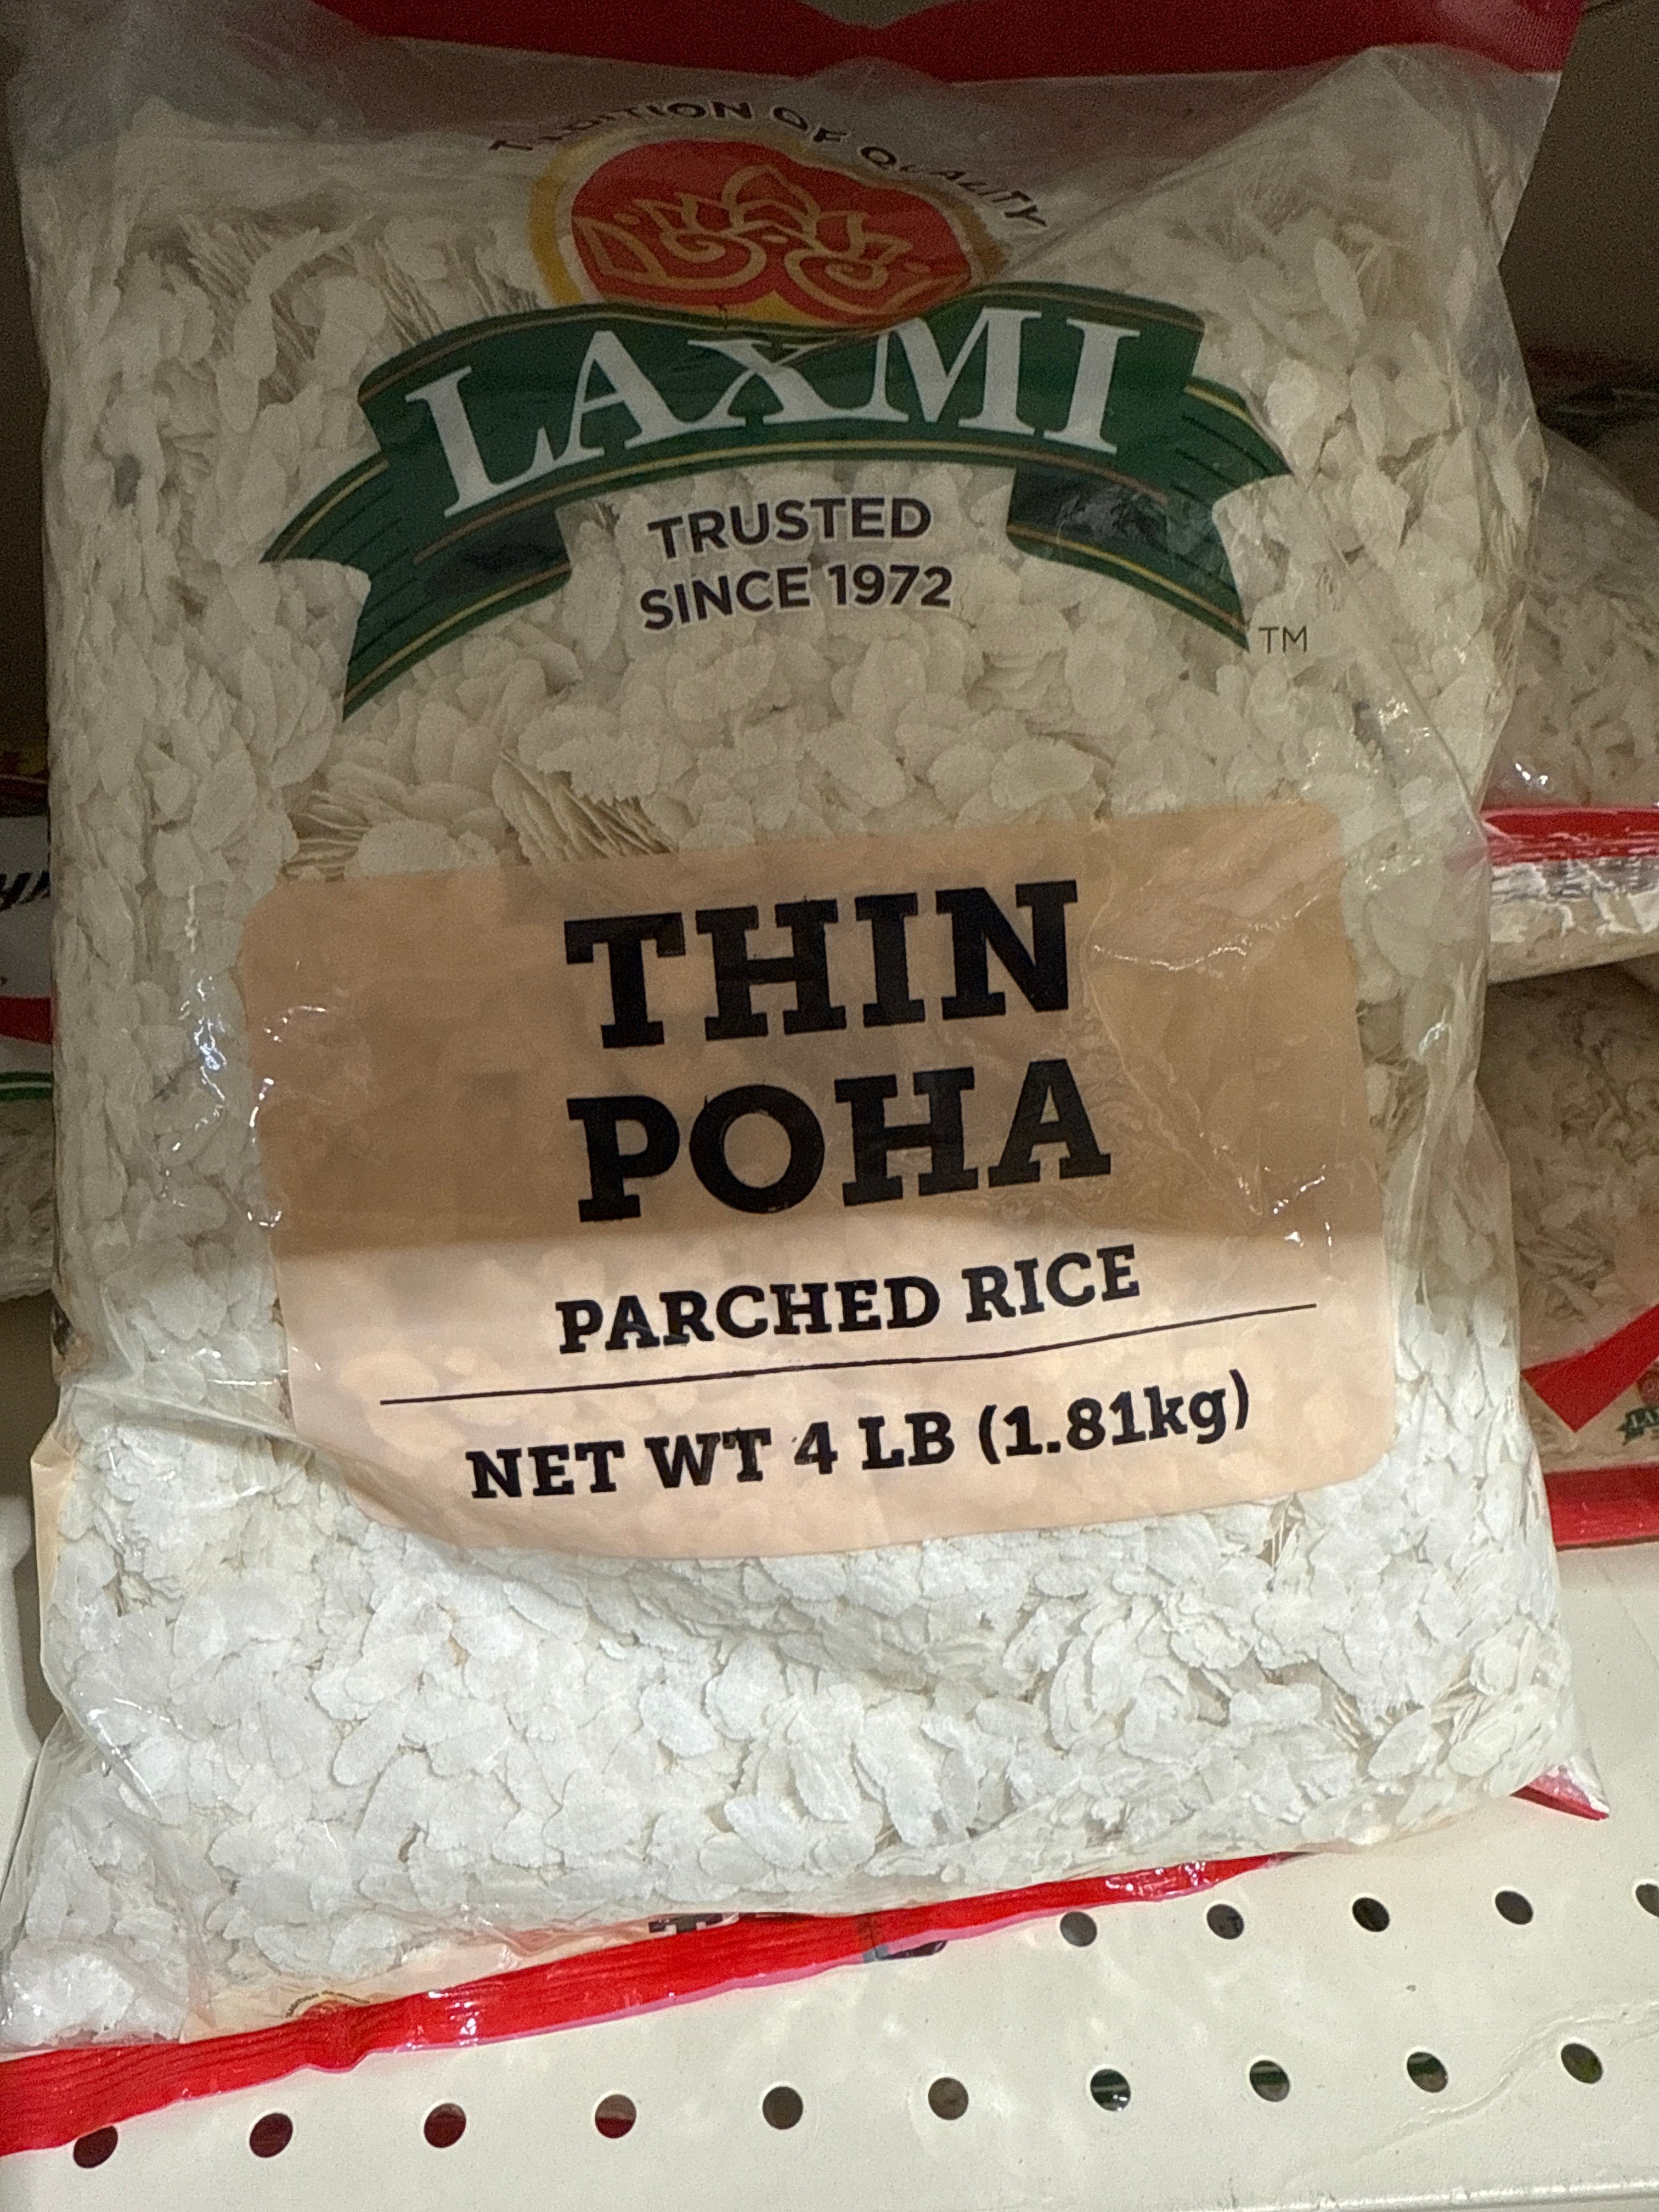 TRADITION OF QUALITY
LAXMI
TRUSTED
SINCE 1972
TM
THIN
POHA
PARCHED RICE
NET WT 4 LB (1.81kg)